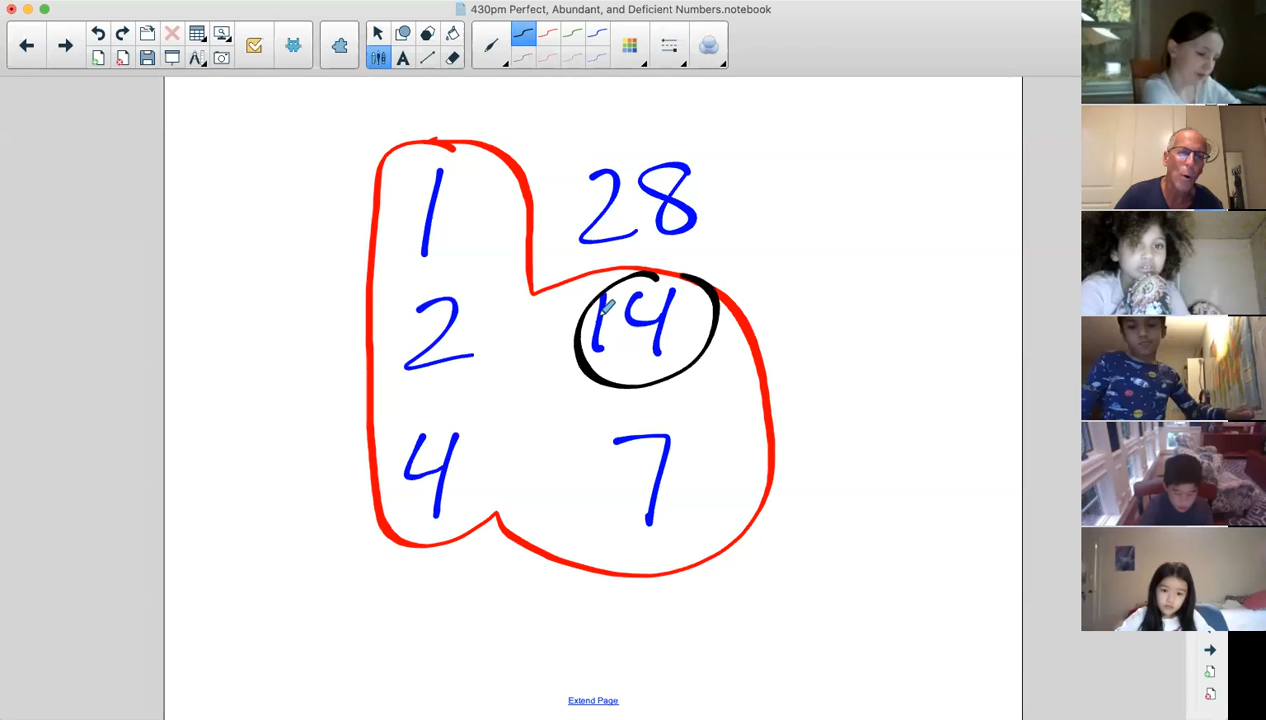 430pm Perfect, Abundant, and Deficient Numbers.notebook
A
1 28
2 14
4 7
Extend Page